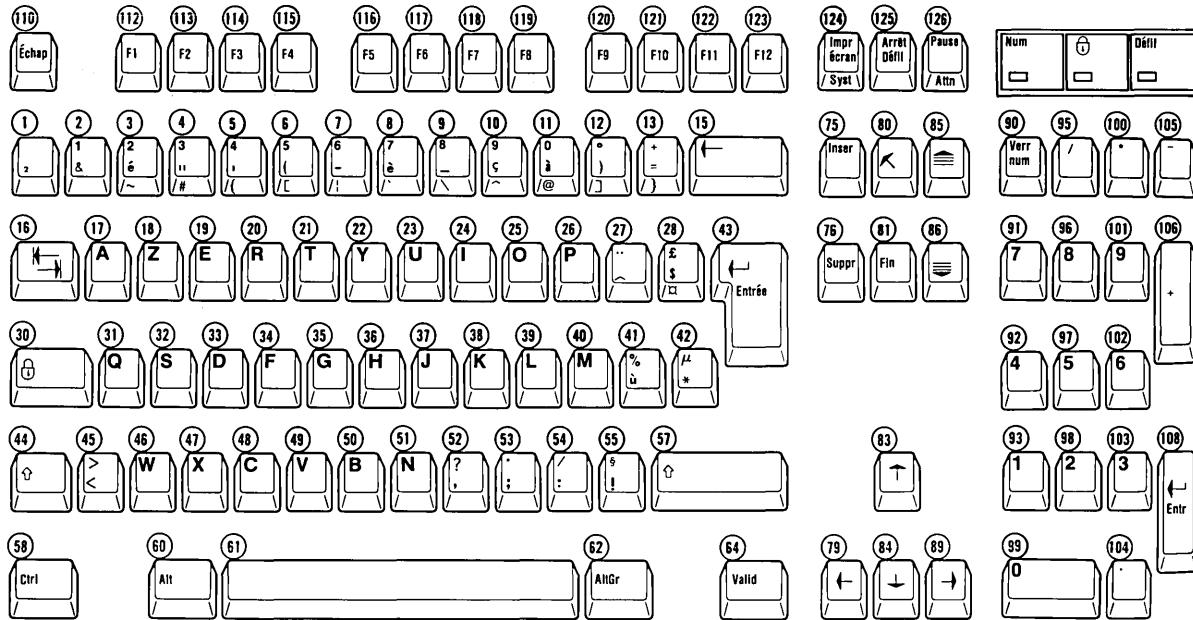 110 112 113 114 115 116 117 118 119 120 121 122 123 124 125 126
Échap F1 F2 F3 F4 F5 F6 F7 F8 F9 F10 F11 F12
Impr écran Syst
Arrêt Défil
Pause Attn
Num Défil
1 2 3 4 5 6 7 8 9 10 11 12 13 15 75 80 85 90 95 100 105
1 2 3 4 5 6 7 8 9 0 ° +
² & é " ' ( - è _ ç à ) = ←
~ # { [ ¦ ` \ ^ @ ] }
Inser ↖
Verr num / * -
16 17 18 19 20 21 22 23 24 25 26 27 28 43 76 81 86 91 96 101 106
A Z E R T Y U I O P ¨ ^ £ $ ¤ ↵ Entrée
Suppr Fin
7 8 9 +
30 31 32 33 34 35 36 37 38 39 40 41 42 92 97 102
Q S D F G H J K L M % ù µ *
4 5 6
44 45 46 47 48 49 50 51 52 53 54 55 57 83 93 98 103 108
⇧ > < W X C V B N ? , . ; / : § ! ⇧
↑
1 2 3 ↵ Entr
58 60 61 62 64 79 84 89 99 104
Ctrl Alt AltGr Valid ← ↓ → 0 .